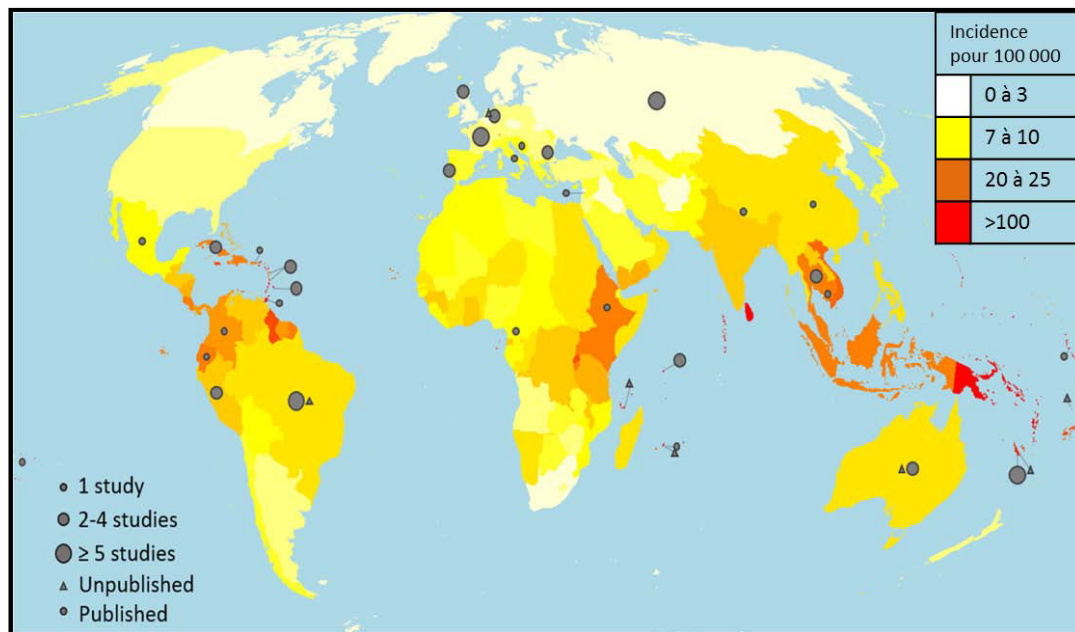 Incidence
pour 100 000
0 à 3
7 à 10
20 à 25
>100
1 study
2-4 studies
≥ 5 studies
Unpublished
Published